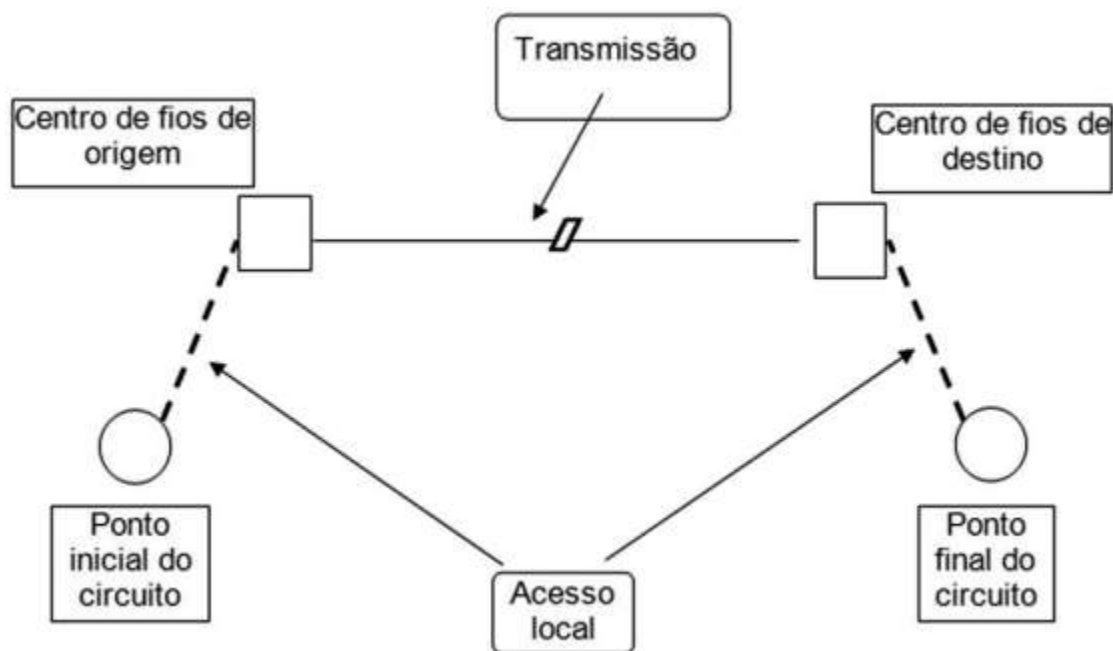 Transmissão
Centro de fios de
origem
Centro de fios de
destino
Ponto
inicial do
circuito
Ponto
final do
circuito
Acesso
local